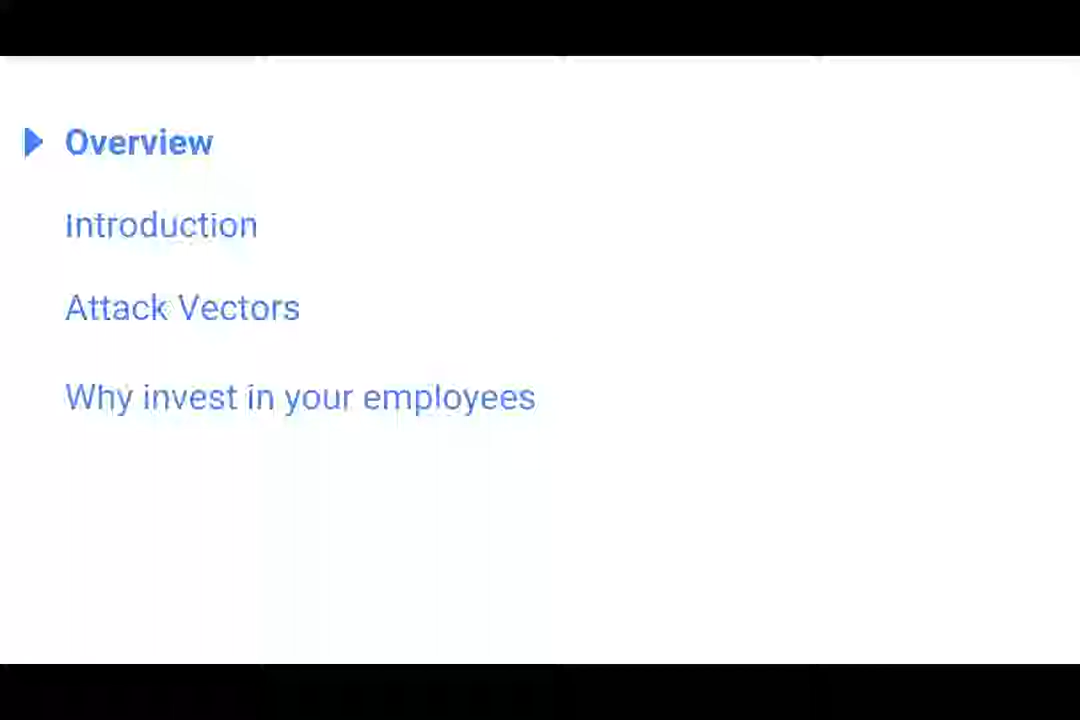 Overview
Introduction
Attack Vectors
Why invest in your employees